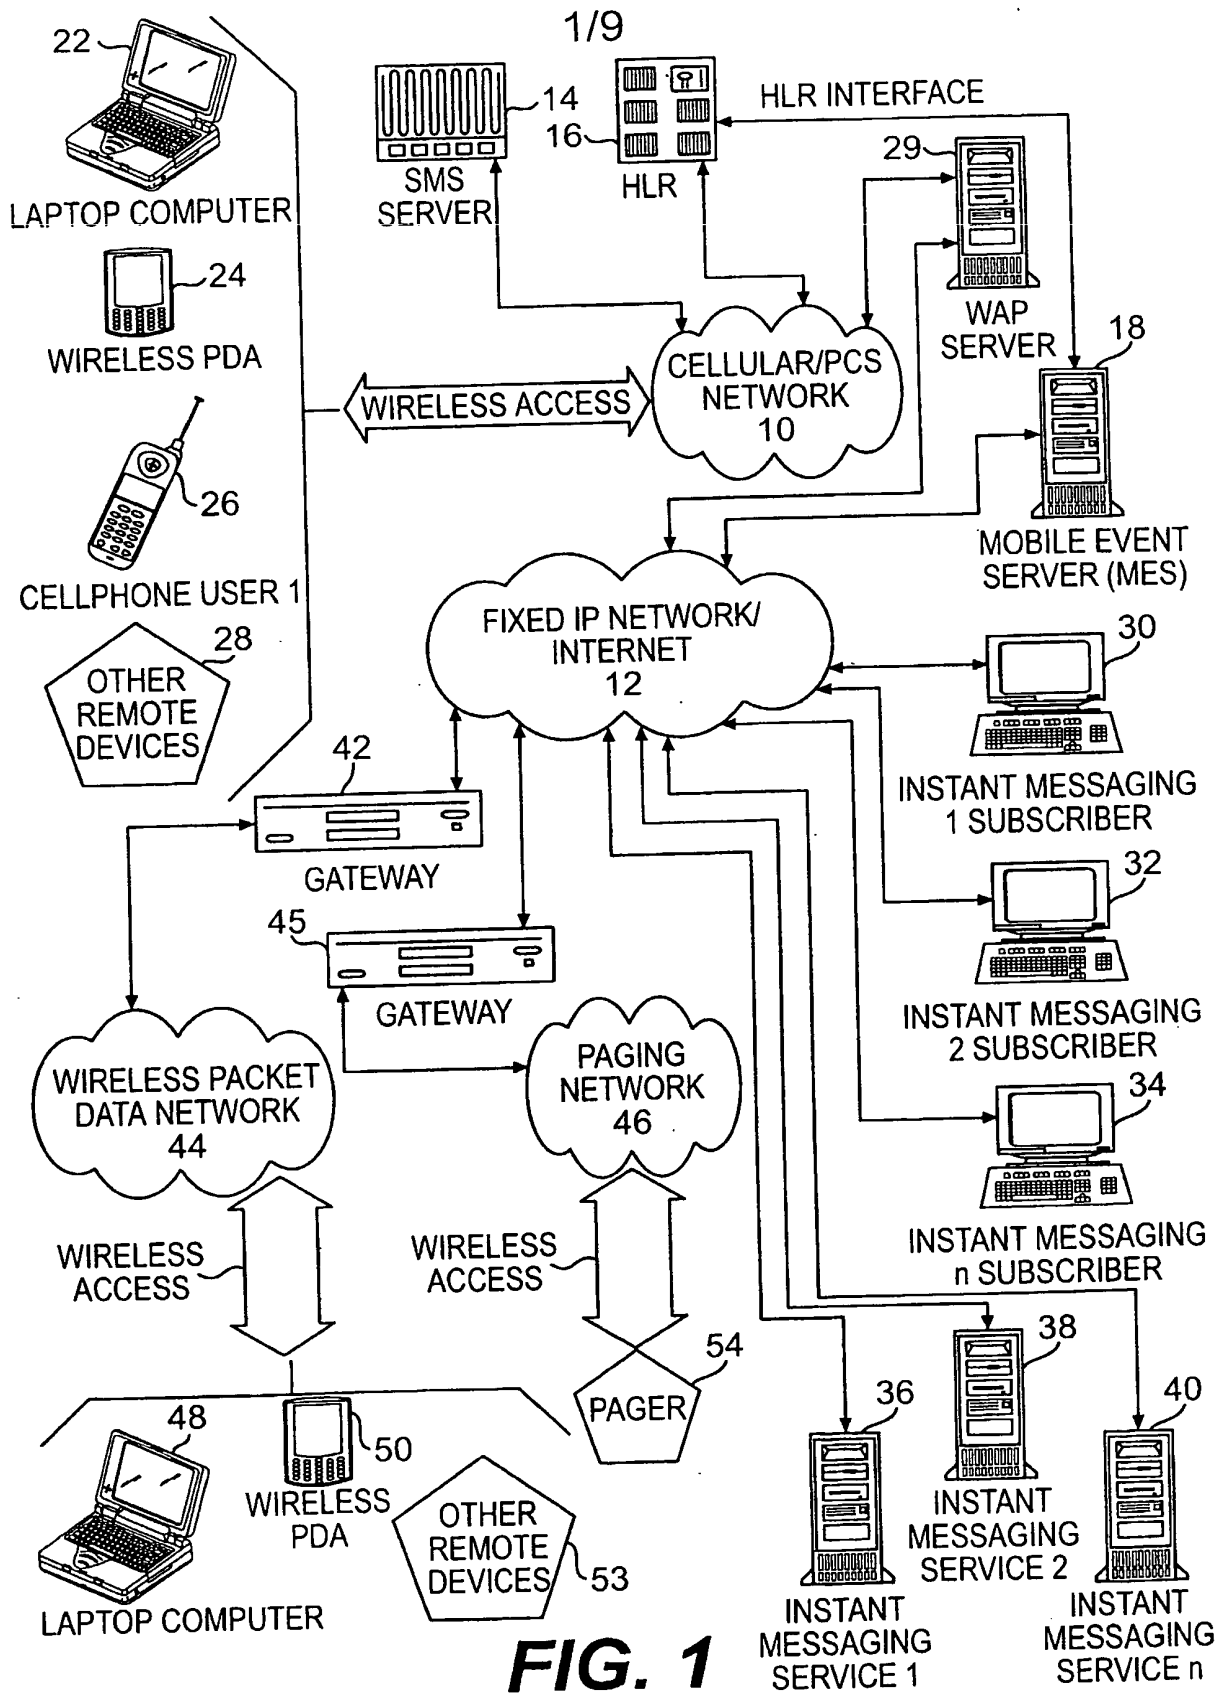 1/9
22
LAPTOP COMPUTER
24
WIRELESS PDA
26
CELLPHONE USER 1
28
OTHER
REMOTE
DEVICES
14
SMS
SERVER
16
HLR
HLR INTERFACE
29
WAP
SERVER
18
MOBILE EVENT
SERVER (MES)
WIRELESS ACCESS
CELLULAR/PCS
NETWORK
10
FIXED IP NETWORK/
INTERNET
12
30
INSTANT MESSAGING
1 SUBSCRIBER
32
INSTANT MESSAGING
2 SUBSCRIBER
34
INSTANT MESSAGING
n SUBSCRIBER
42
GATEWAY
45
GATEWAY
WIRELESS PACKET
DATA NETWORK
44
PAGING
NETWORK
46
WIRELESS
ACCESS
WIRELESS
ACCESS
54
PAGER
48
LAPTOP COMPUTER
50
WIRELESS
PDA
OTHER
REMOTE
DEVICES
53
36
INSTANT
MESSAGING
SERVICE 1
38
INSTANT
MESSAGING
SERVICE 2
40
INSTANT
MESSAGING
SERVICE n
FIG. 1